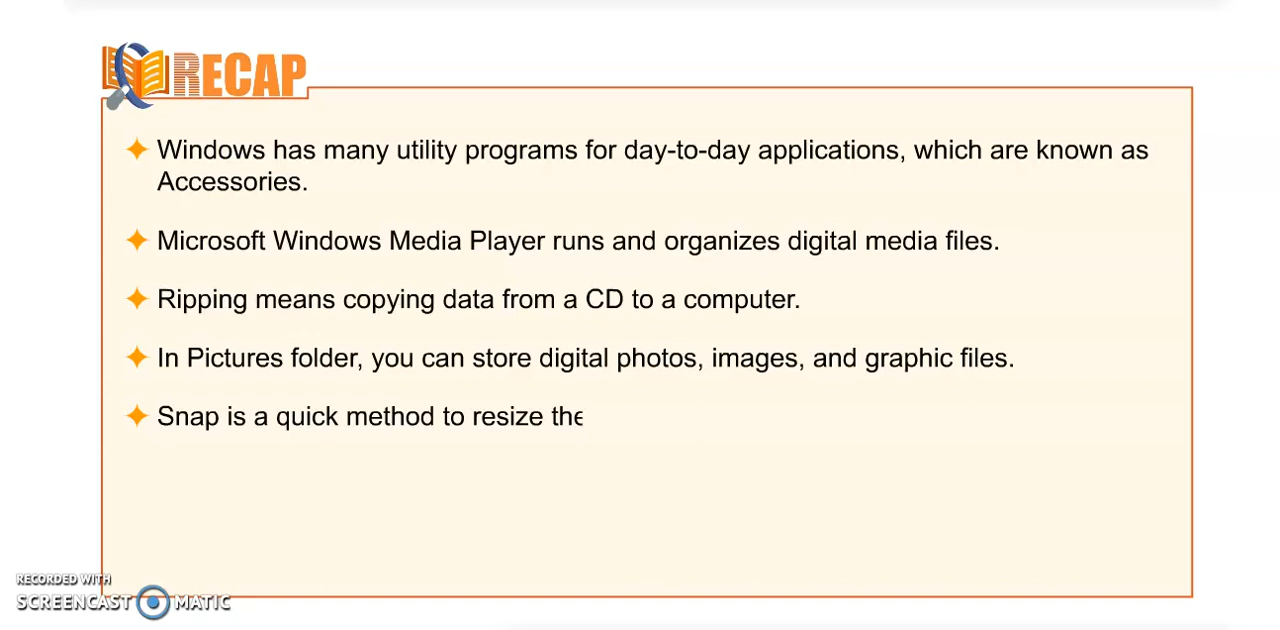 RECAP
Windows has many utility programs for day-to-day applications, which are known as
Accessories.
Microsoft Windows Media Player runs and organizes digital media files.
Ripping means copying data from a CD to a computer.
In Pictures folder, you can store digital photos, images, and graphic files.
Snap is a quick method to resize the
RECORDED WITH
SCREENCAST MATIC